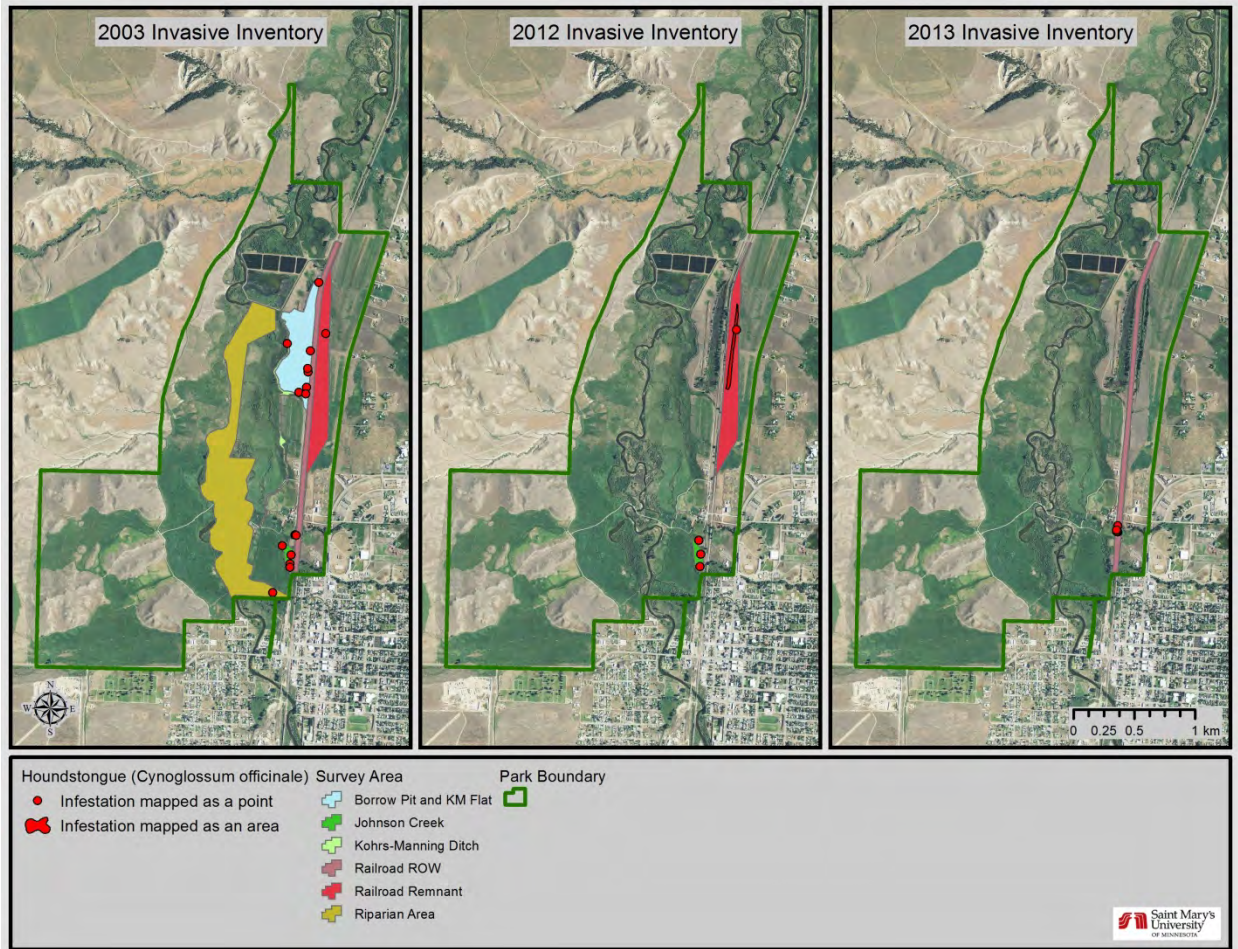 2003 Invasive Inventory
2012 Invasive Inventory
2013 Invasive Inventory
N
W E
S
0 0.25 0.5 1 km
Houndstongue (Cynoglossum officinale)
Infestation mapped as a point
Infestation mapped as an area
Survey Area
Borrow Pit and KM Flat
Johnson Creek
Kohrs-Manning Ditch
Railroad ROW
Railroad Remnant
Riparian Area
Park Boundary
Saint Mary's
University
OF MINNESOTA